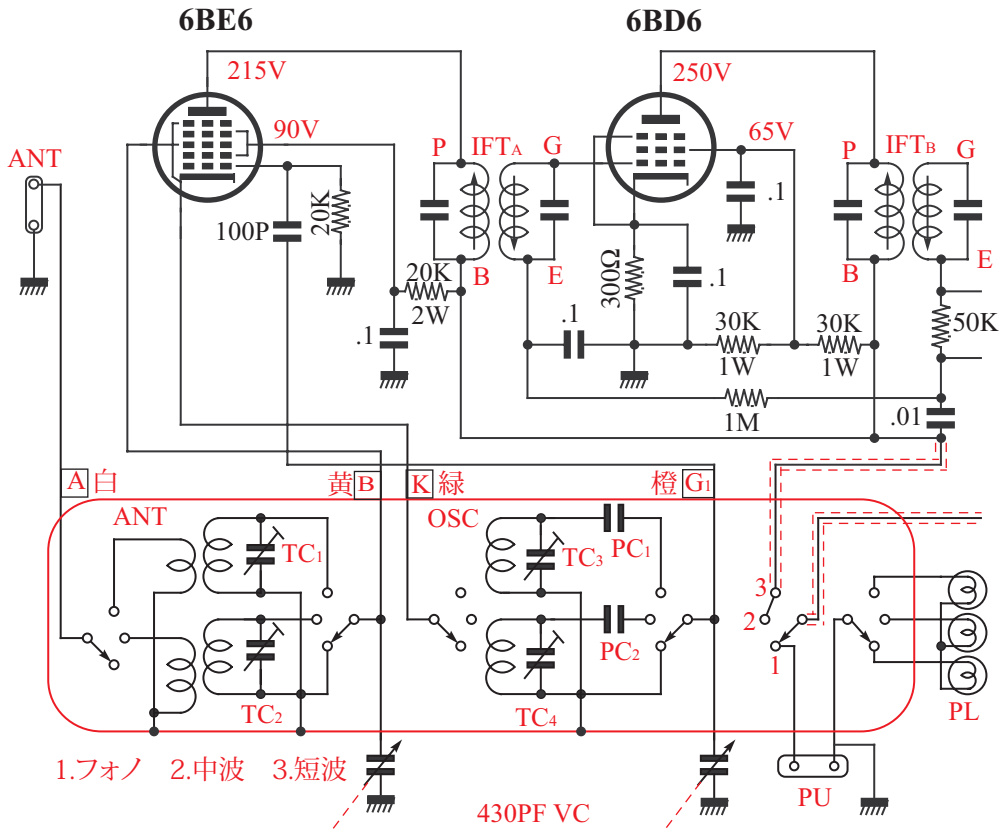 6BE6
6BD6
215V
250V
90V
65V
ANT
P
IFTA
G
P
IFTB
G
100P
20K
.1
B
E
B
E
20K
2W
300Ω
.1
.1
.1
30K
1W
30K
1W
50K
1M
.01
A 白
黄 B
K 緑
橙 G1
ANT
OSC
TC1
TC3
PC1
3
2
1
PC2
TC2
TC4
PL
1.フォノ 2.中波 3.短波
PU
430PF VC